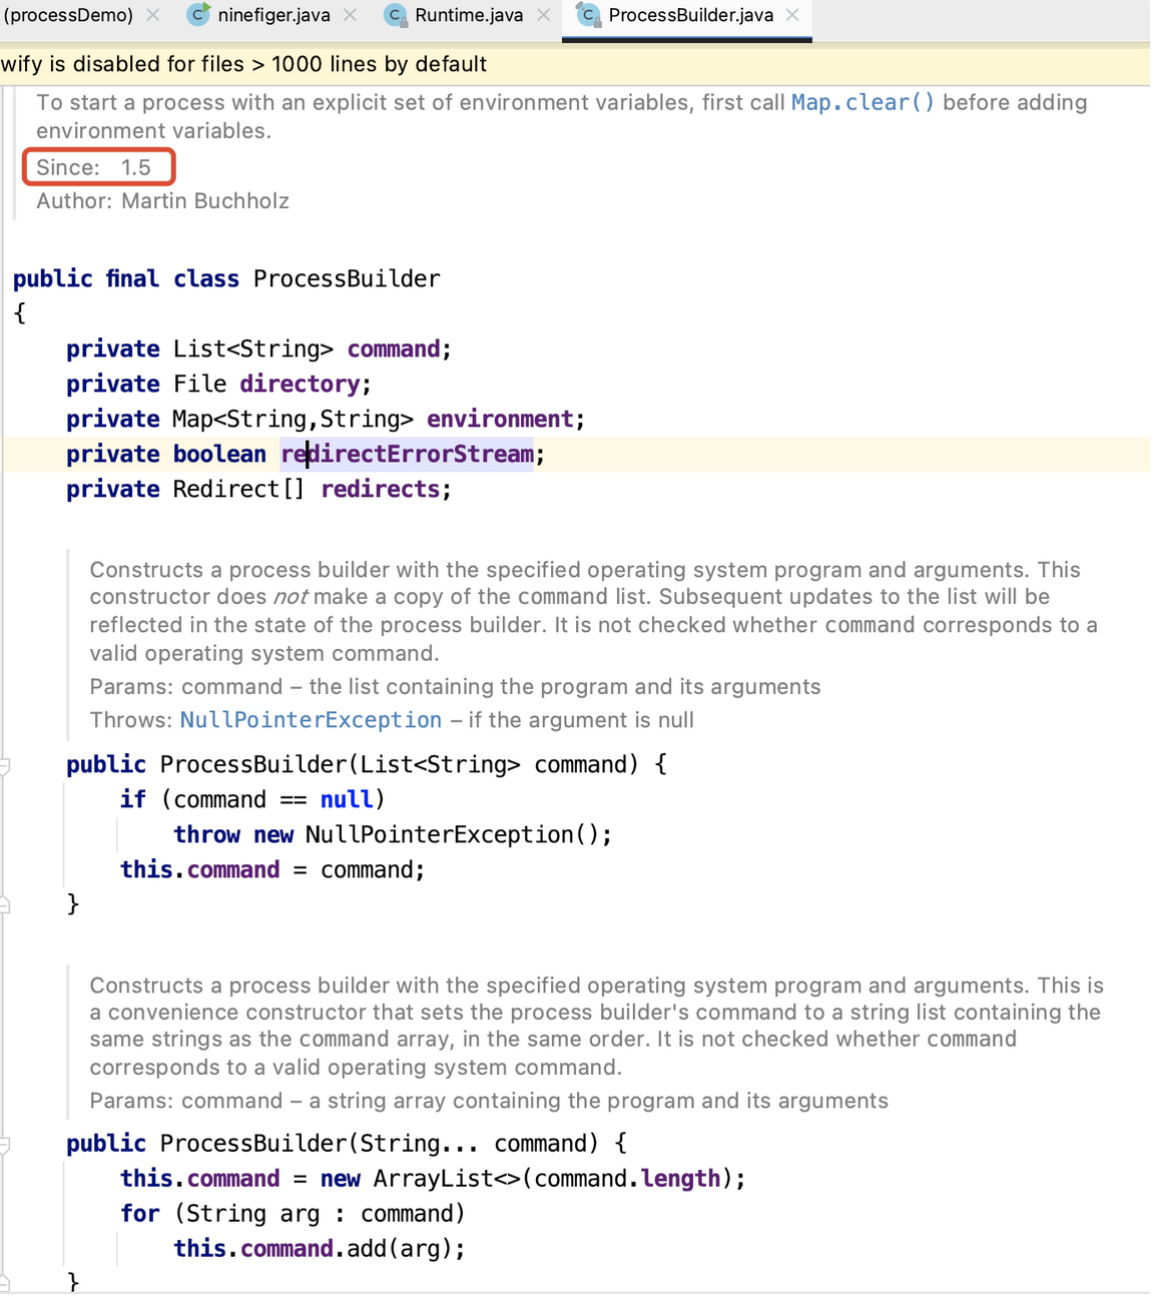 (processDemo) ninefiger.java Runtime.java ProcessBuilder.java
wify is disabled for files > 1000 lines by default
To start a process with an explicit set of environment variables, first call Map.clear() before adding
environment variables.
Since: 1.5
Author: Martin Buchholz
public final class ProcessBuilder
{
private List<String> command;
private File directory;
private Map<String,String> environment;
private boolean redirectErrorStream;
private Redirect[] redirects;
Constructs a process builder with the specified operating system program and arguments. This
constructor does not make a copy of the command list. Subsequent updates to the list will be
reflected in the state of the process builder. It is not checked whether command corresponds to a
valid operating system command.
Params: command – the list containing the program and its arguments
Throws: NullPointerException – if the argument is null
public ProcessBuilder(List<String> command) {
if (command == null)
throw new NullPointerException();
this.command = command;
}
Constructs a process builder with the specified operating system program and arguments. This is
a convenience constructor that sets the process builder's command to a string list containing the
same strings as the command array, in the same order. It is not checked whether command
corresponds to a valid operating system command.
Params: command – a string array containing the program and its arguments
public ProcessBuilder(String... command) {
this.command = new ArrayList<>(command.length);
for (String arg : command)
this.command.add(arg);
}